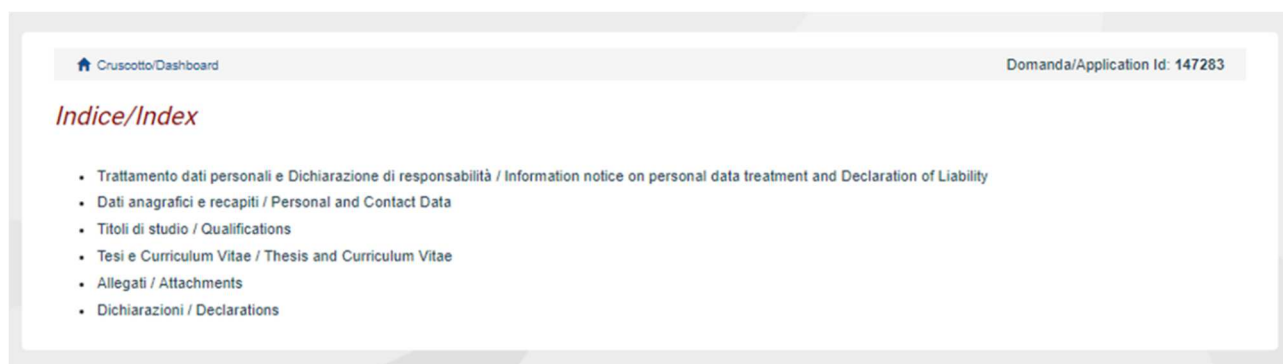 Cruscotto/Dashboard
Domanda/Application Id: 147283
Indice/Index
Trattamento dati personali e Dichiarazione di responsabilità / Information notice on personal data treatment and Declaration of Liability
Dati anagrafici e recapiti / Personal and Contact Data
Titoli di studio / Qualifications
Tesi e Curriculum Vitae / Thesis and Curriculum Vitae
Allegati / Attachments
Dichiarazioni / Declarations